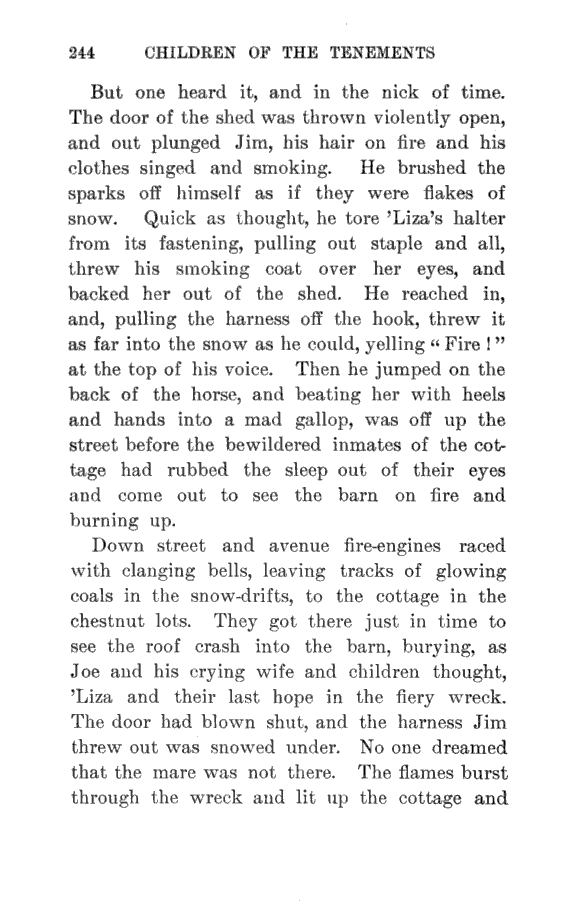 244 CHILDREN OF THE TENEMENTS
But one heard it, and in the nick of time.
The door of the shed was thrown violently open,
and out plunged Jim, his hair on fire and his
clothes singed and smoking. He brushed the
sparks off himself as if they were flakes of
snow. Quick as thought, he tore ’Liza’s halter
from its fastening, pulling out staple and all,
threw his smoking coat over her eyes, and
backed her out of the shed. He reached in,
and, pulling the harness off the hook, threw it
as far into the snow as he could, yelling “ Fire ! ”
at the top of his voice. Then he jumped on the
back of the horse, and beating her with heels
and hands into a mad gallop, was off up the
street before the bewildered inmates of the cot-
tage had rubbed the sleep out of their eyes
and come out to see the barn on fire and
burning up.
Down street and avenue fire-engines raced
with clanging bells, leaving tracks of glowing
coals in the snow-drifts, to the cottage in the
chestnut lots. They got there just in time to
see the roof crash into the barn, burying, as
Joe and his crying wife and children thought,
’Liza and their last hope in the fiery wreck.
The door had blown shut, and the harness Jim
threw out was snowed under. No one dreamed
that the mare was not there. The flames burst
through the wreck and lit up the cottage and